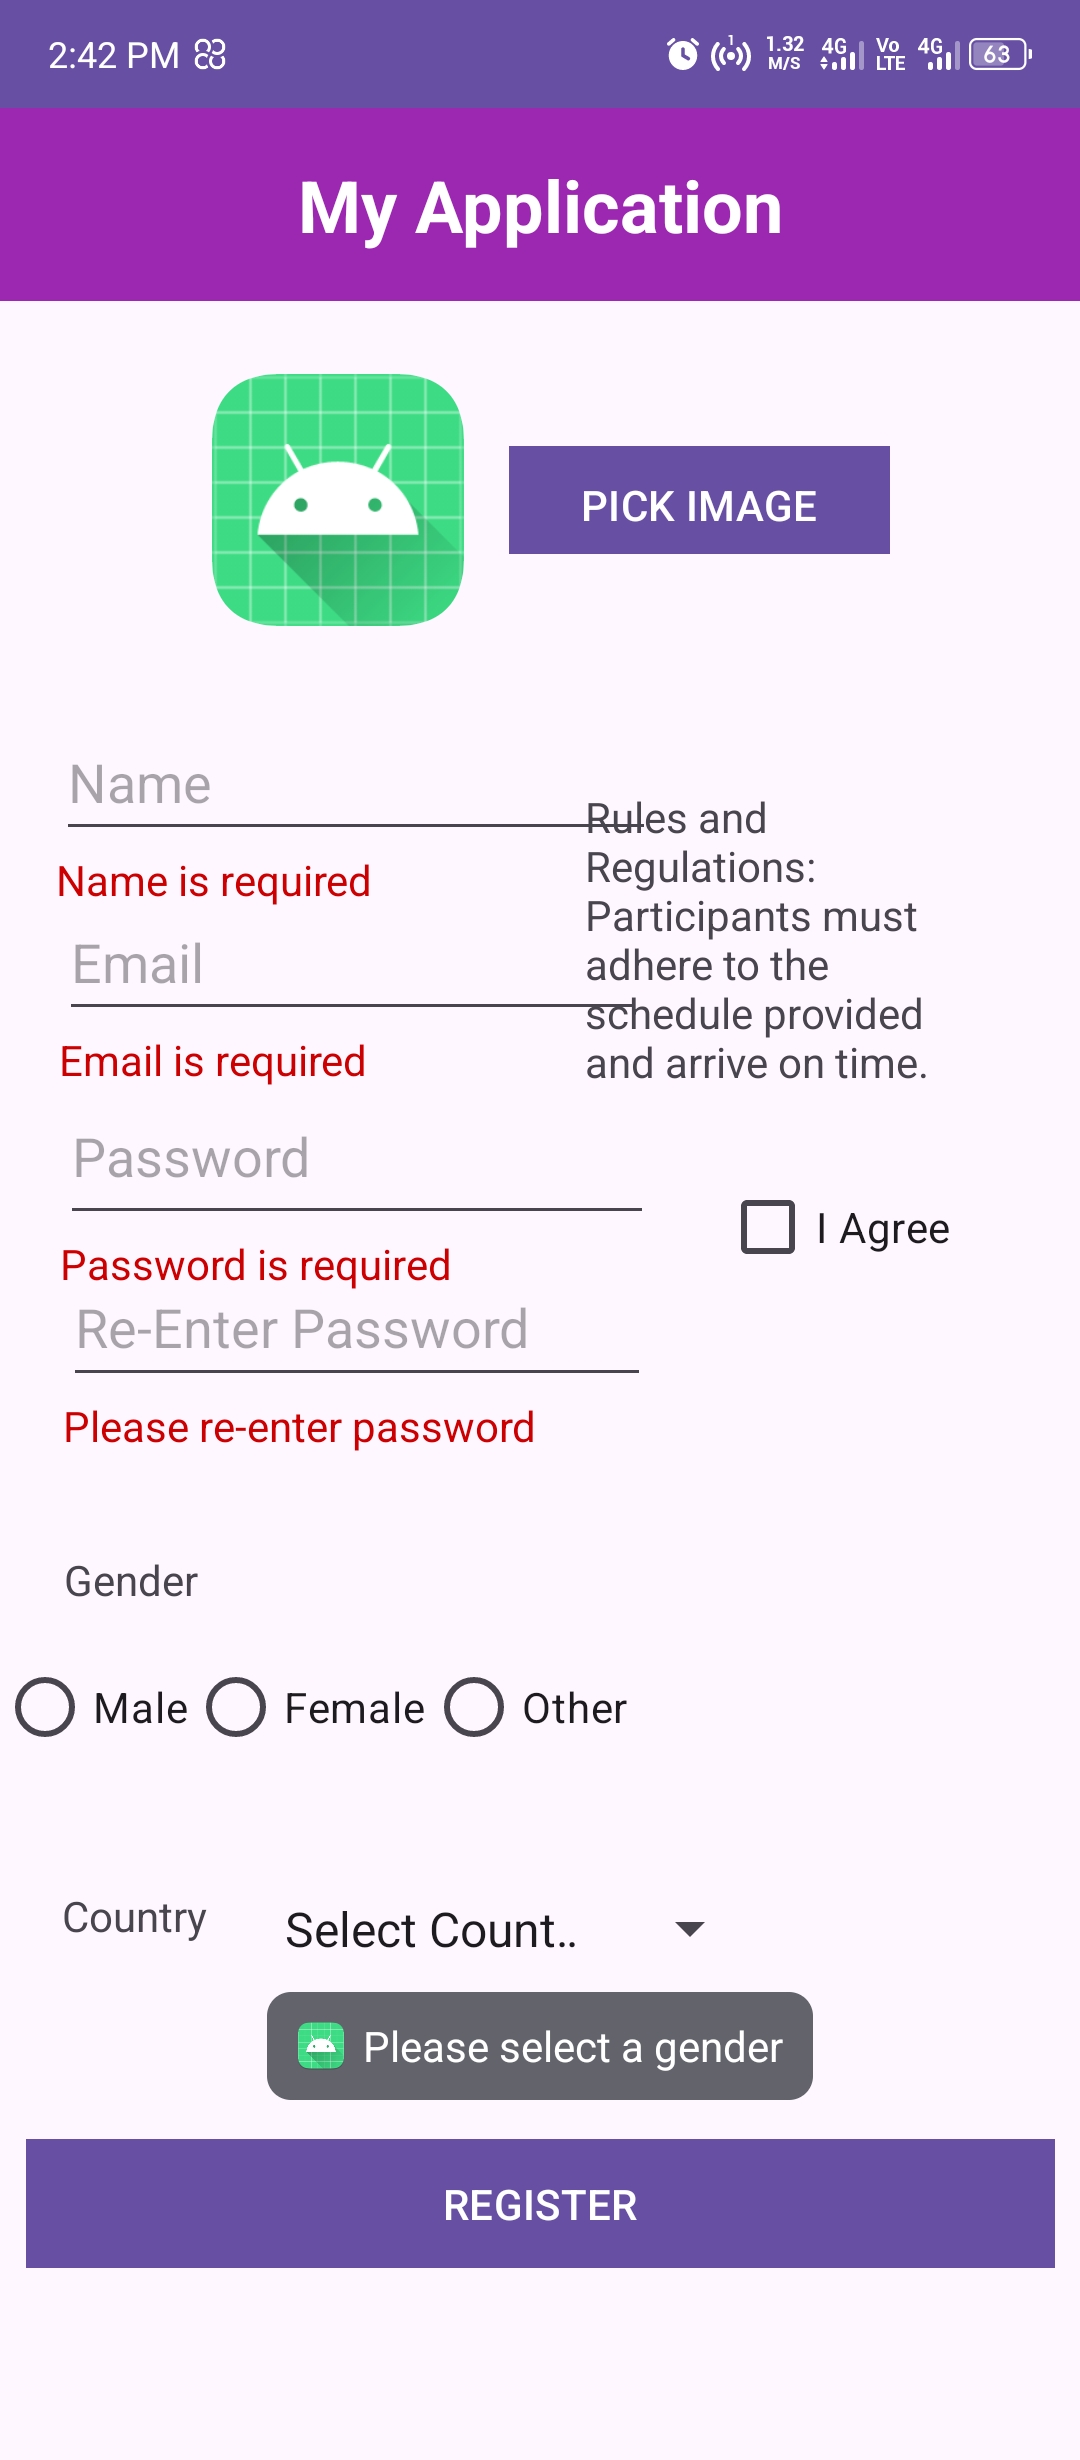 2:42 PM
1
1.32
M/S
4G
Vo
LTE
4G
63
My Application
PICK IMAGE
Name
Name is required
Email
Email is required
Password
Password is required
Re-Enter Password
Please re-enter password
Rules and
Regulations:
Participants must
adhere to the
schedule provided
and arrive on time.
I Agree
Gender
Male
Female
Other
Country
Select Count..
Please select a gender
REGISTER